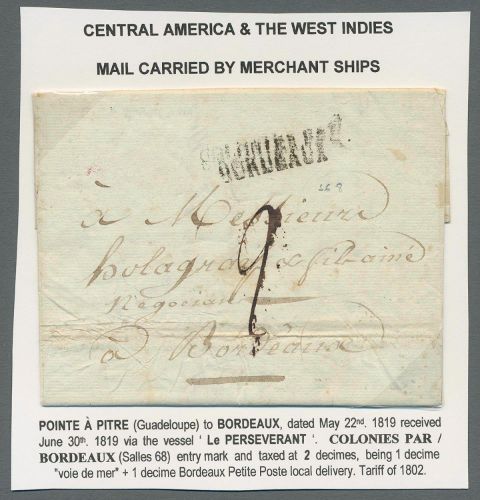 CENTRAL AMERICA & THE WEST INDIES
MAIL CARRIED BY MERCHANT SHIPS
BORDEAUX
2
à Messieurs
négociant
à Bordeaux
POINTE À PITRE (Guadeloupe) to BORDEAUX, dated May 22nd. 1819 received
June 30th. 1819 via the vessel ‘ Le PERSEVERANT ‘. COLONIES PAR /
BORDEAUX (Salles 68) entry mark and taxed at 2 decimes, being 1 decime
"voie de mer" + 1 decime Bordeaux Petite Poste local delivery. Tariff of 1802.